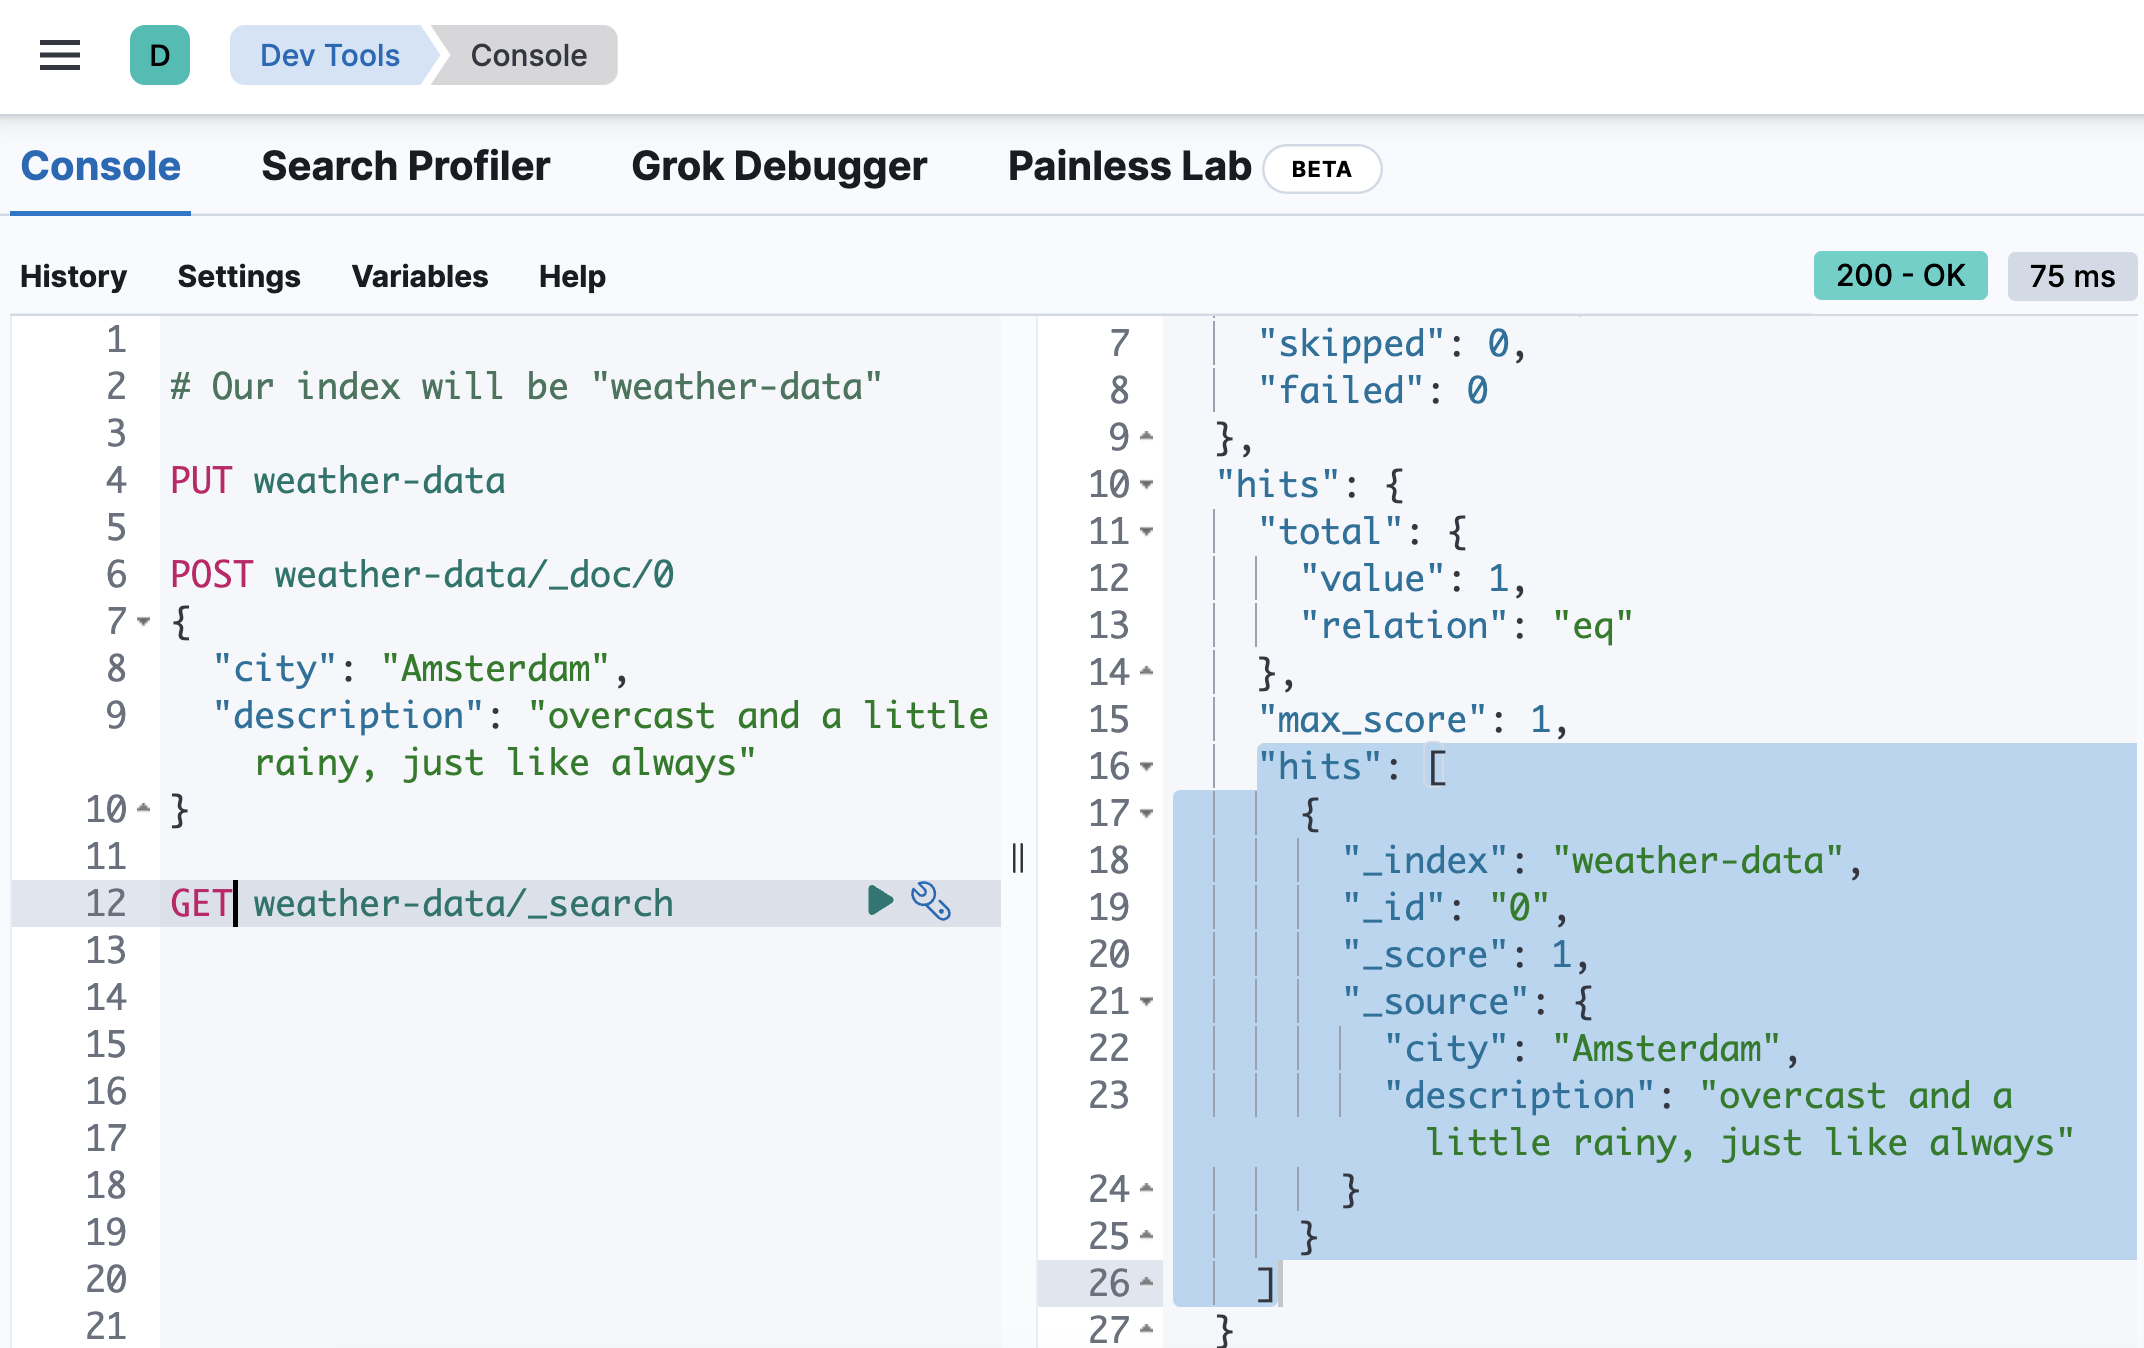 D Dev Tools Console
Console Search Profiler Grok Debugger Painless Lab BETA
History Settings Variables Help 200 - OK 75 ms
1
2 # Our index will be "weather-data"
3
4 PUT weather-data
5
6 POST weather-data/_doc/0
7 {
8 "city": "Amsterdam",
9 "description": "overcast and a little
rainy, just like always"
10 }
11
12 GET weather-data/_search
13
14
15
16
17
18
19
20
21
7 "skipped": 0,
8 "failed": 0
9 },
10 "hits": {
11 "total": {
12 "value": 1,
13 "relation": "eq"
14 },
15 "max_score": 1,
16 "hits": [
17 {
18 "_index": "weather-data",
19 "_id": "0",
20 "_score": 1,
21 "_source": {
22 "city": "Amsterdam",
23 "description": "overcast and a
little rainy, just like always"
24 }
25 }
26 ]
27 }